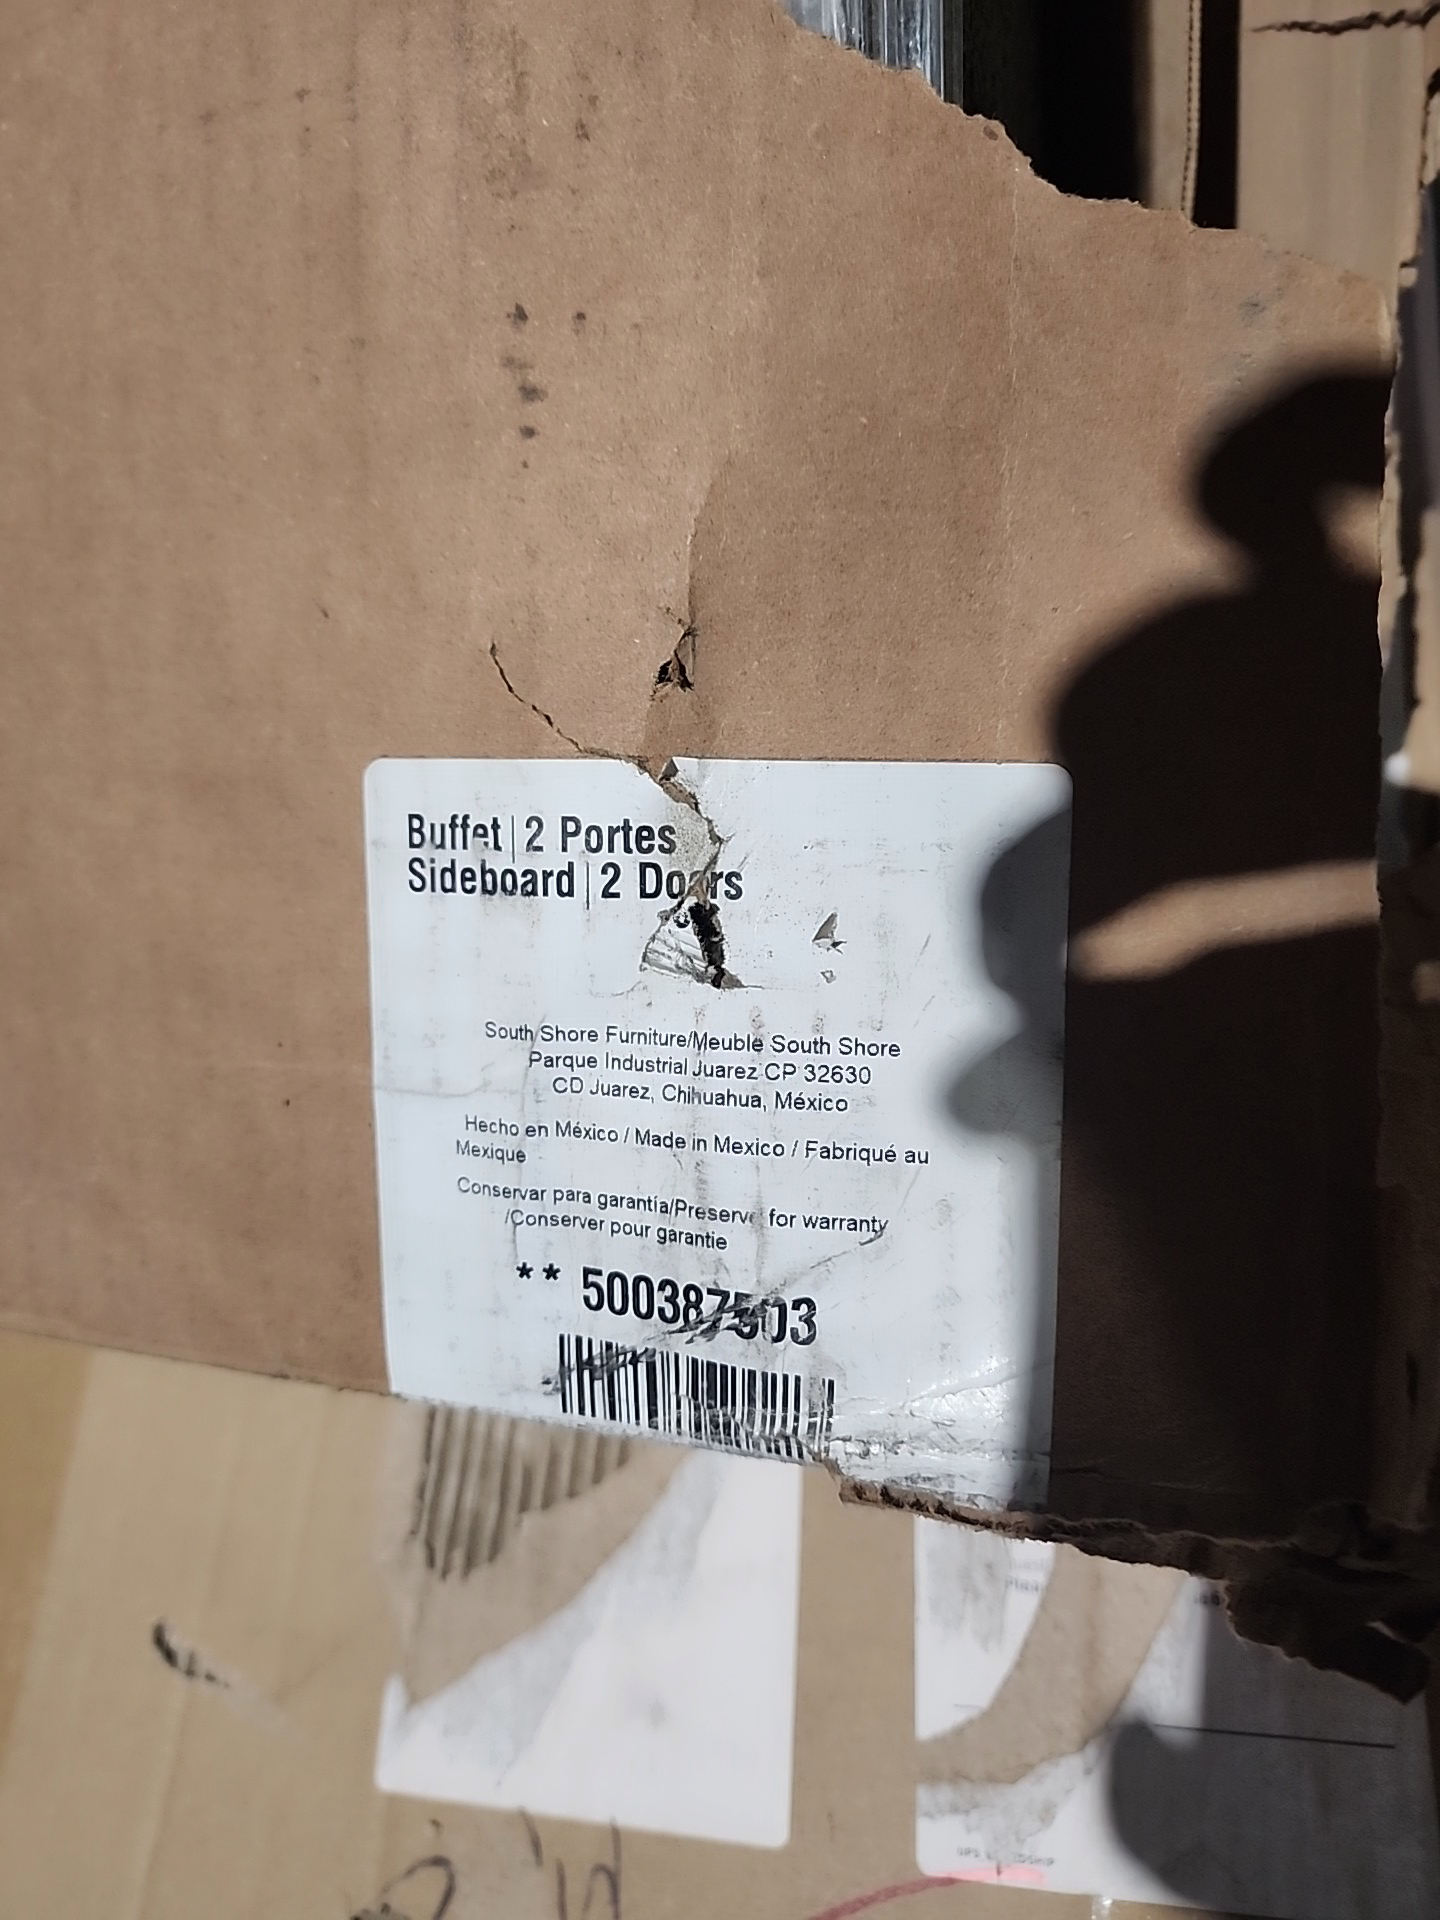 Buffet | 2 Portes
Sideboard | 2 Doors
South Shore Furniture/Meuble South Shore
Parque Industrial Juarez CP 32630
CD Juarez, Chihuahua, México
Hecho en México / Made in Mexico / Fabriqué au
Mexique
Conservar para garantía/Preserve for warranty
/Conserver pour garantie
** 500387503